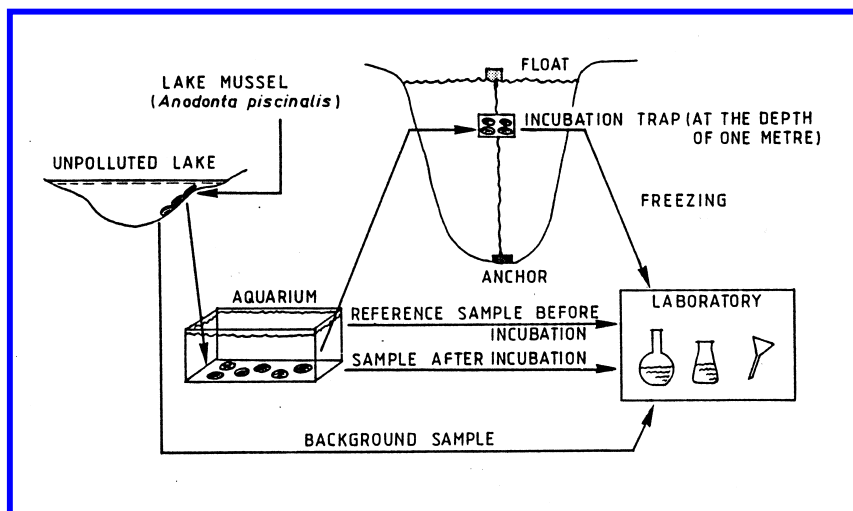 LAKE MUSSEL
(Anodonta piscinalis)
UNPOLLUTED LAKE
FLOAT
INCUBATION TRAP (AT THE DEPTH
OF ONE METRE)
FREEZING
ANCHOR
AQUARIUM
REFERENCE SAMPLE BEFORE
INCUBATION
SAMPLE AFTER INCUBATION
LABORATORY
BACKGROUND SAMPLE